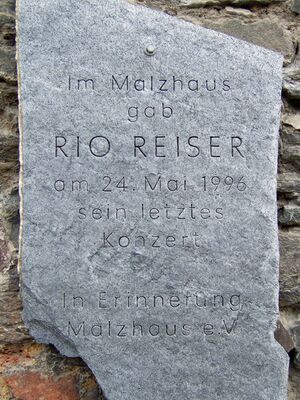 Im Malzhaus
gab
RIO REISER
am 24. Mai 1996
sein letztes
Konzert
In Erinnerung
Malzhaus e.V.